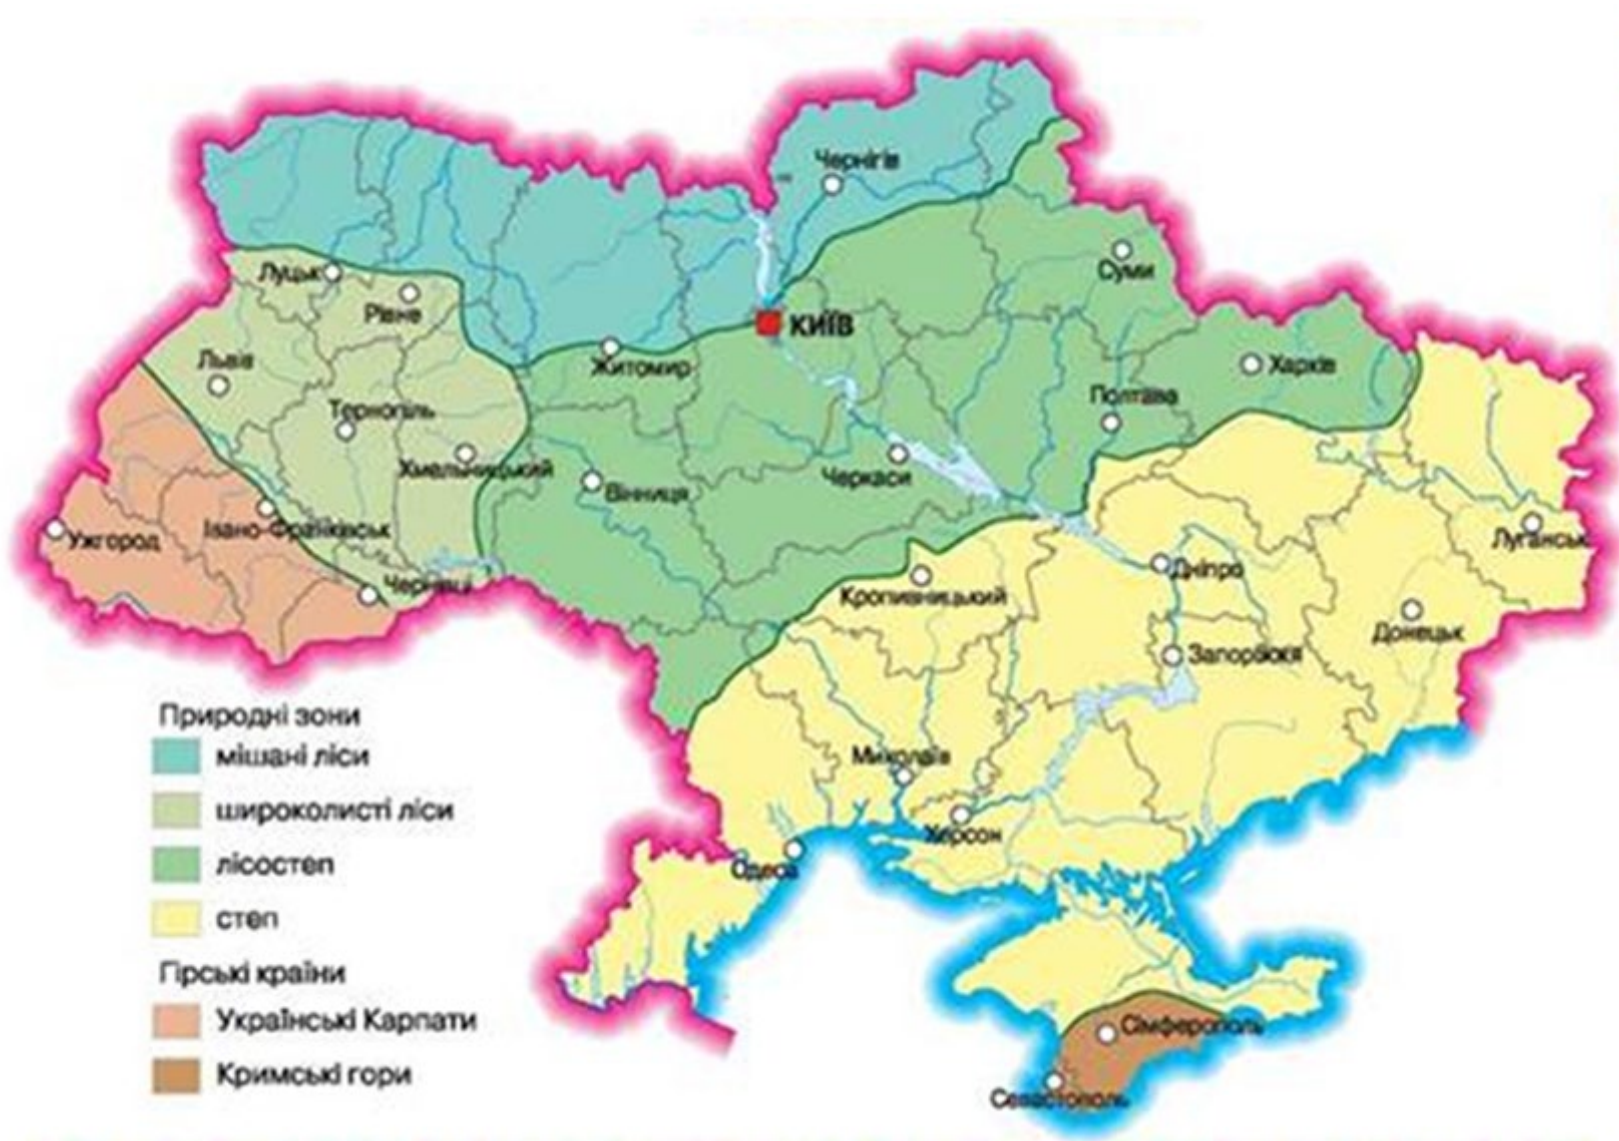 Чернігів
Суми
Луцьк
Рівне
КИЇВ
Житомир
Львів
Харків
Полтава
Тернопіль
Хмельницький
Черкаси
Вінниця
Ужгород
Івано-Франківськ
Луганськ
Чернівці
Дніпро
Кропивницький
Донецьк
Запоріжжя
Миколаїв
Херсон
Одеса
Сімферополь
Севастополь
Природні зони
мішані ліси
широколисті ліси
лісостеп
степ
Гірські країни
Українські Карпати
Кримські гори